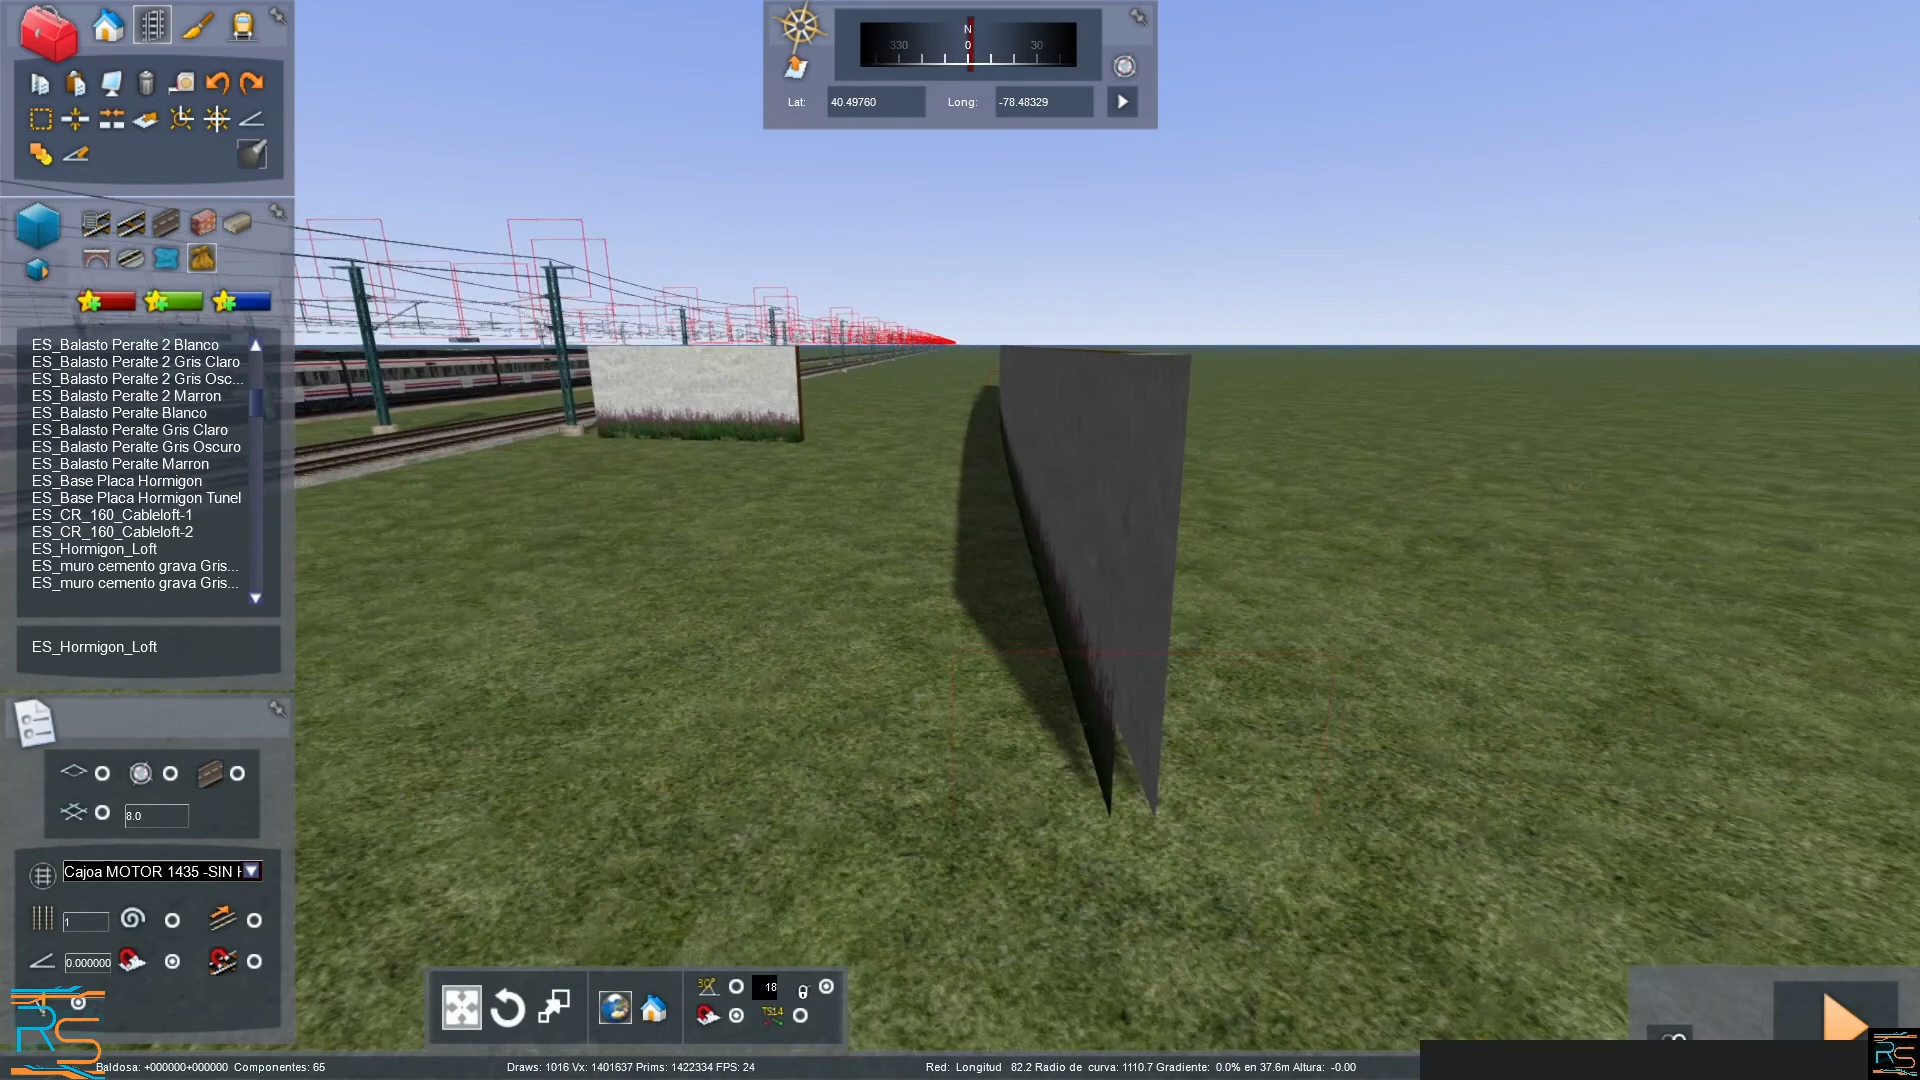 N
330
0
30
Lat:
40.49760
Long:
-78.48329
ES_Balasto Peralte 2 Blanco
ES_Balasto Peralte 2 Gris Claro
ES_Balasto Peralte 2 Gris Osc...
ES_Balasto Peralte 2 Marron
ES_Balasto Peralte Blanco
ES_Balasto Peralte Gris Claro
ES_Balasto Peralte Gris Oscuro
ES_Balasto Peralte Marron
ES_Base Placa Hormigon
ES_Base Placa Hormigon Tunel
ES_CR_160_Cableloft-1
ES_CR_160_Cableloft-2
ES_Hormigon_Loft
ES_muro cemento grava Gris...
ES_muro cemento grava Gris...
ES_Hormigon_Loft
8.0
Cajoa MOTOR 1435 -SIN
1
0.000000
30°
18
TS14
RS
Baldosa: +000000+000000 Componentes: 65
Draws: 1016 Vx: 1401637 Prims: 1422334 FPS: 24
Red: Longitud 82.2 Radio de curva: 1110.7 Gradiente: 0.0% en 37.6m Altura: -0.00
RS